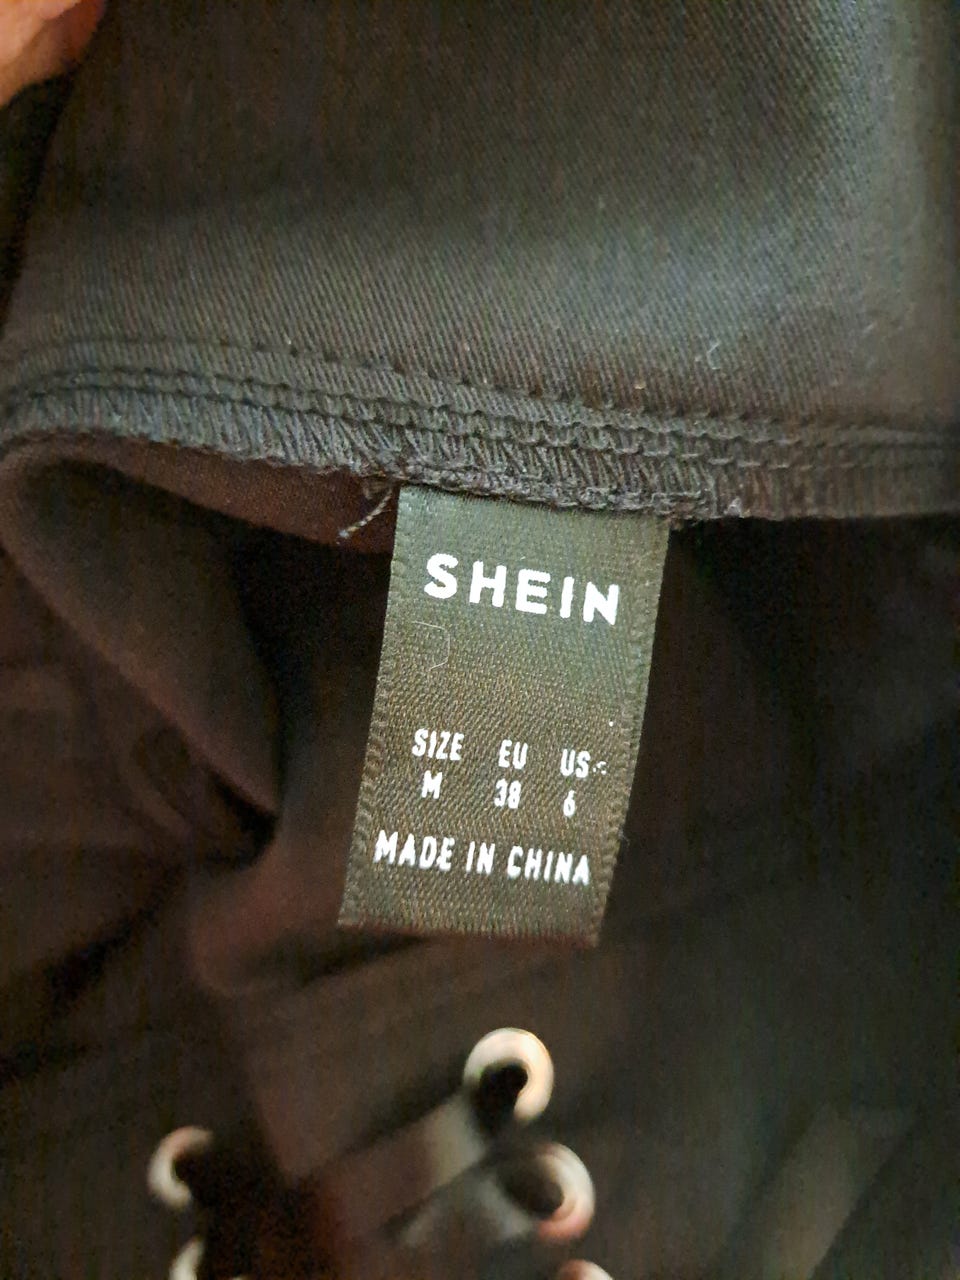 SHEIN
SIZE EU US
M 38 6
MADE IN CHINA